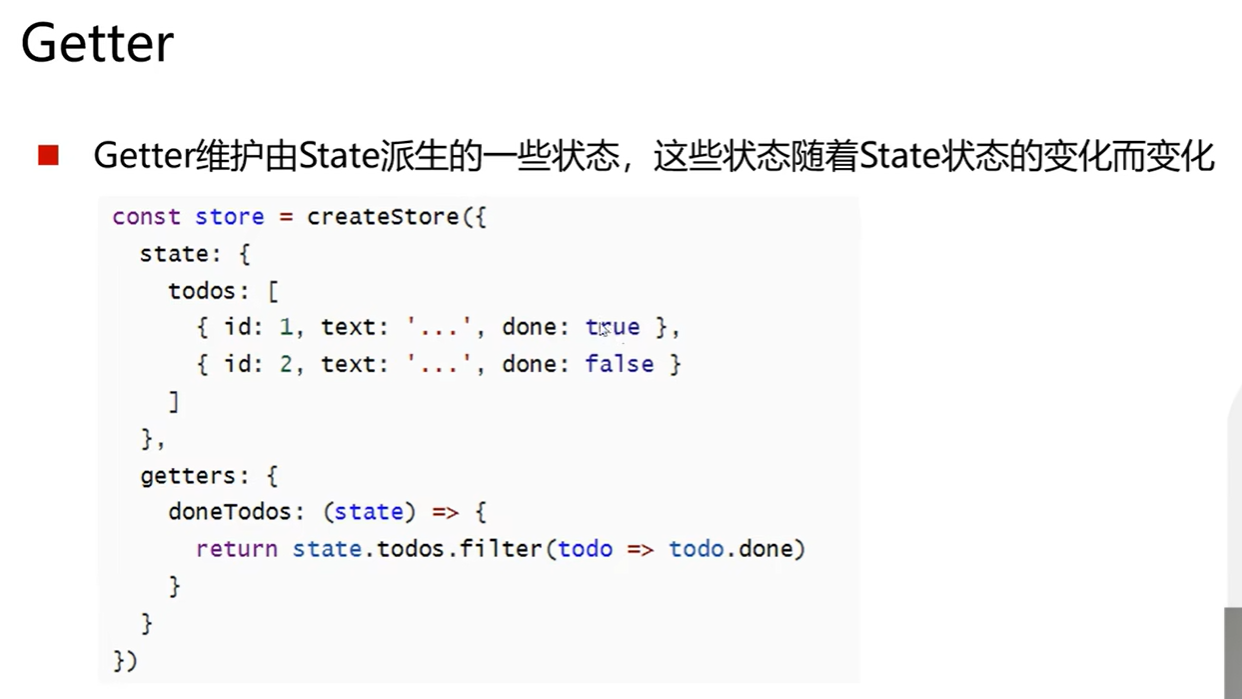 Getter
Getter维护由State派生的一些状态，这些状态随着State状态的变化而变化
const store = createStore({
  state: {
    todos: [
      { id: 1, text: '...', done: true },
      { id: 2, text: '...', done: false }
    ]
  },
  getters: {
    doneTodos: (state) => {
      return state.todos.filter(todo => todo.done)
    }
  }
})